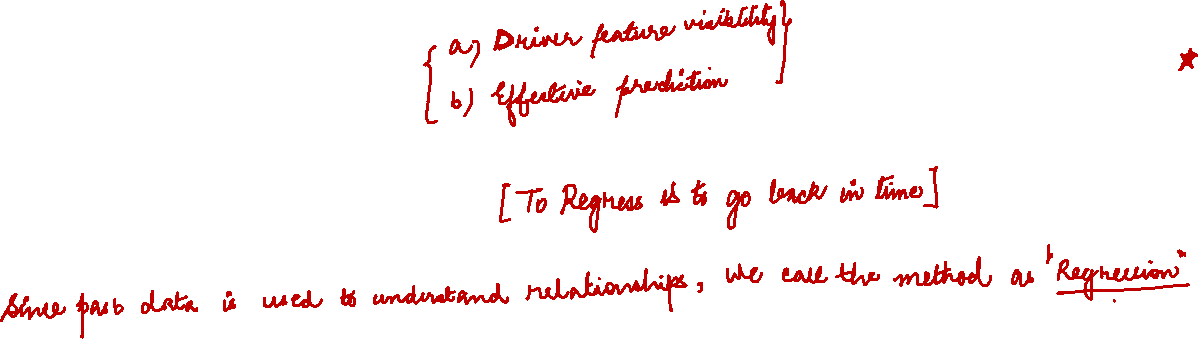 a) Driver feature visibility
b) Effective prediction
[To Regress is to go back in time]
Since past data is used to understand relationships, we call the method as "Regression"